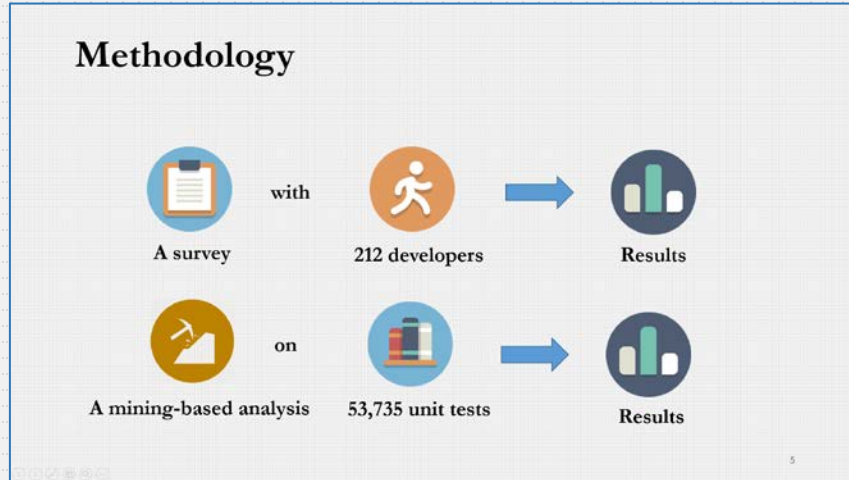 Methodology
with
A survey
212 developers
Results
on
A mining-based analysis
53,735 unit tests
Results
5